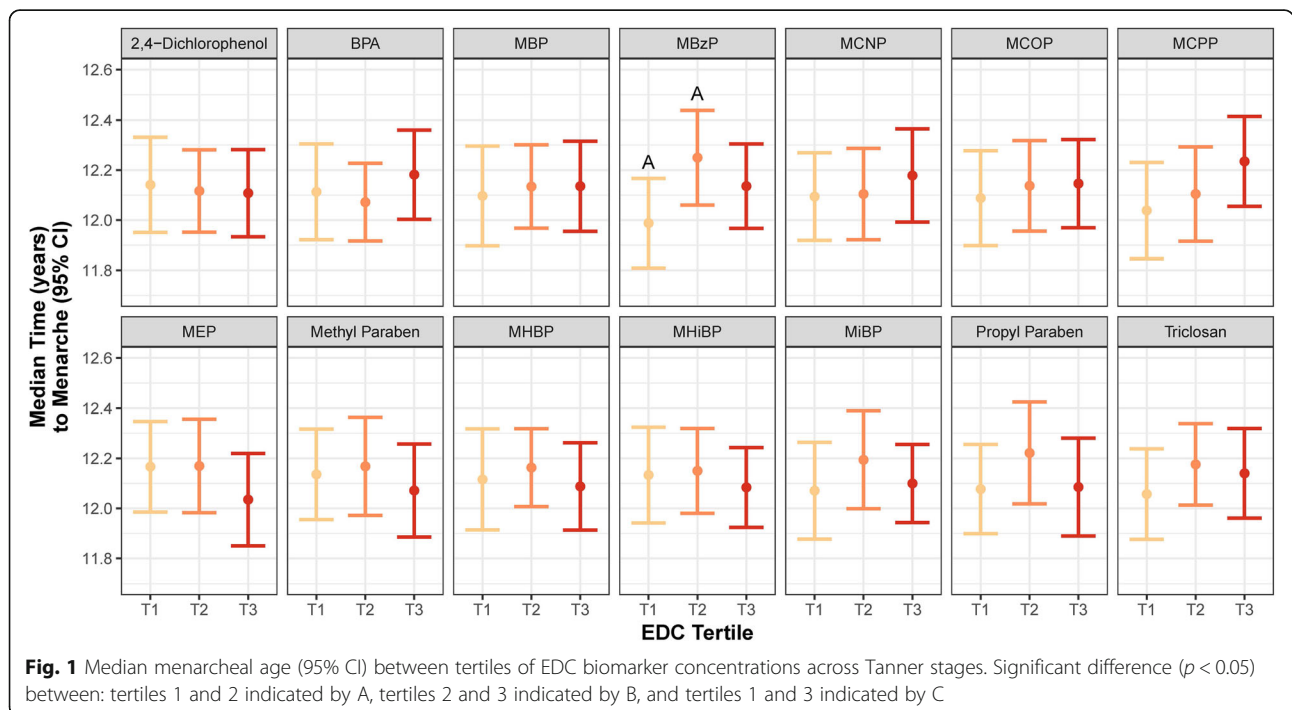 2,4−Dichlorophenol BPA MBP MBzP MCNP MCOP MCPP
12.6
12.4
12.2
12.0
11.8
A
A
MEP Methyl Paraben MHBP MHiBP MiBP Propyl Paraben Triclosan
12.6
12.4
12.2
12.0
11.8
Median Time (years)
to Menarche (95% CI)
T1 T2 T3 T1 T2 T3 T1 T2 T3 T1 T2 T3 T1 T2 T3 T1 T2 T3 T1 T2 T3
EDC Tertile
Fig. 1 Median menarcheal age (95% CI) between tertiles of EDC biomarker concentrations across Tanner stages. Significant difference (p < 0.05)
between: tertiles 1 and 2 indicated by A, tertiles 2 and 3 indicated by B, and tertiles 1 and 3 indicated by C